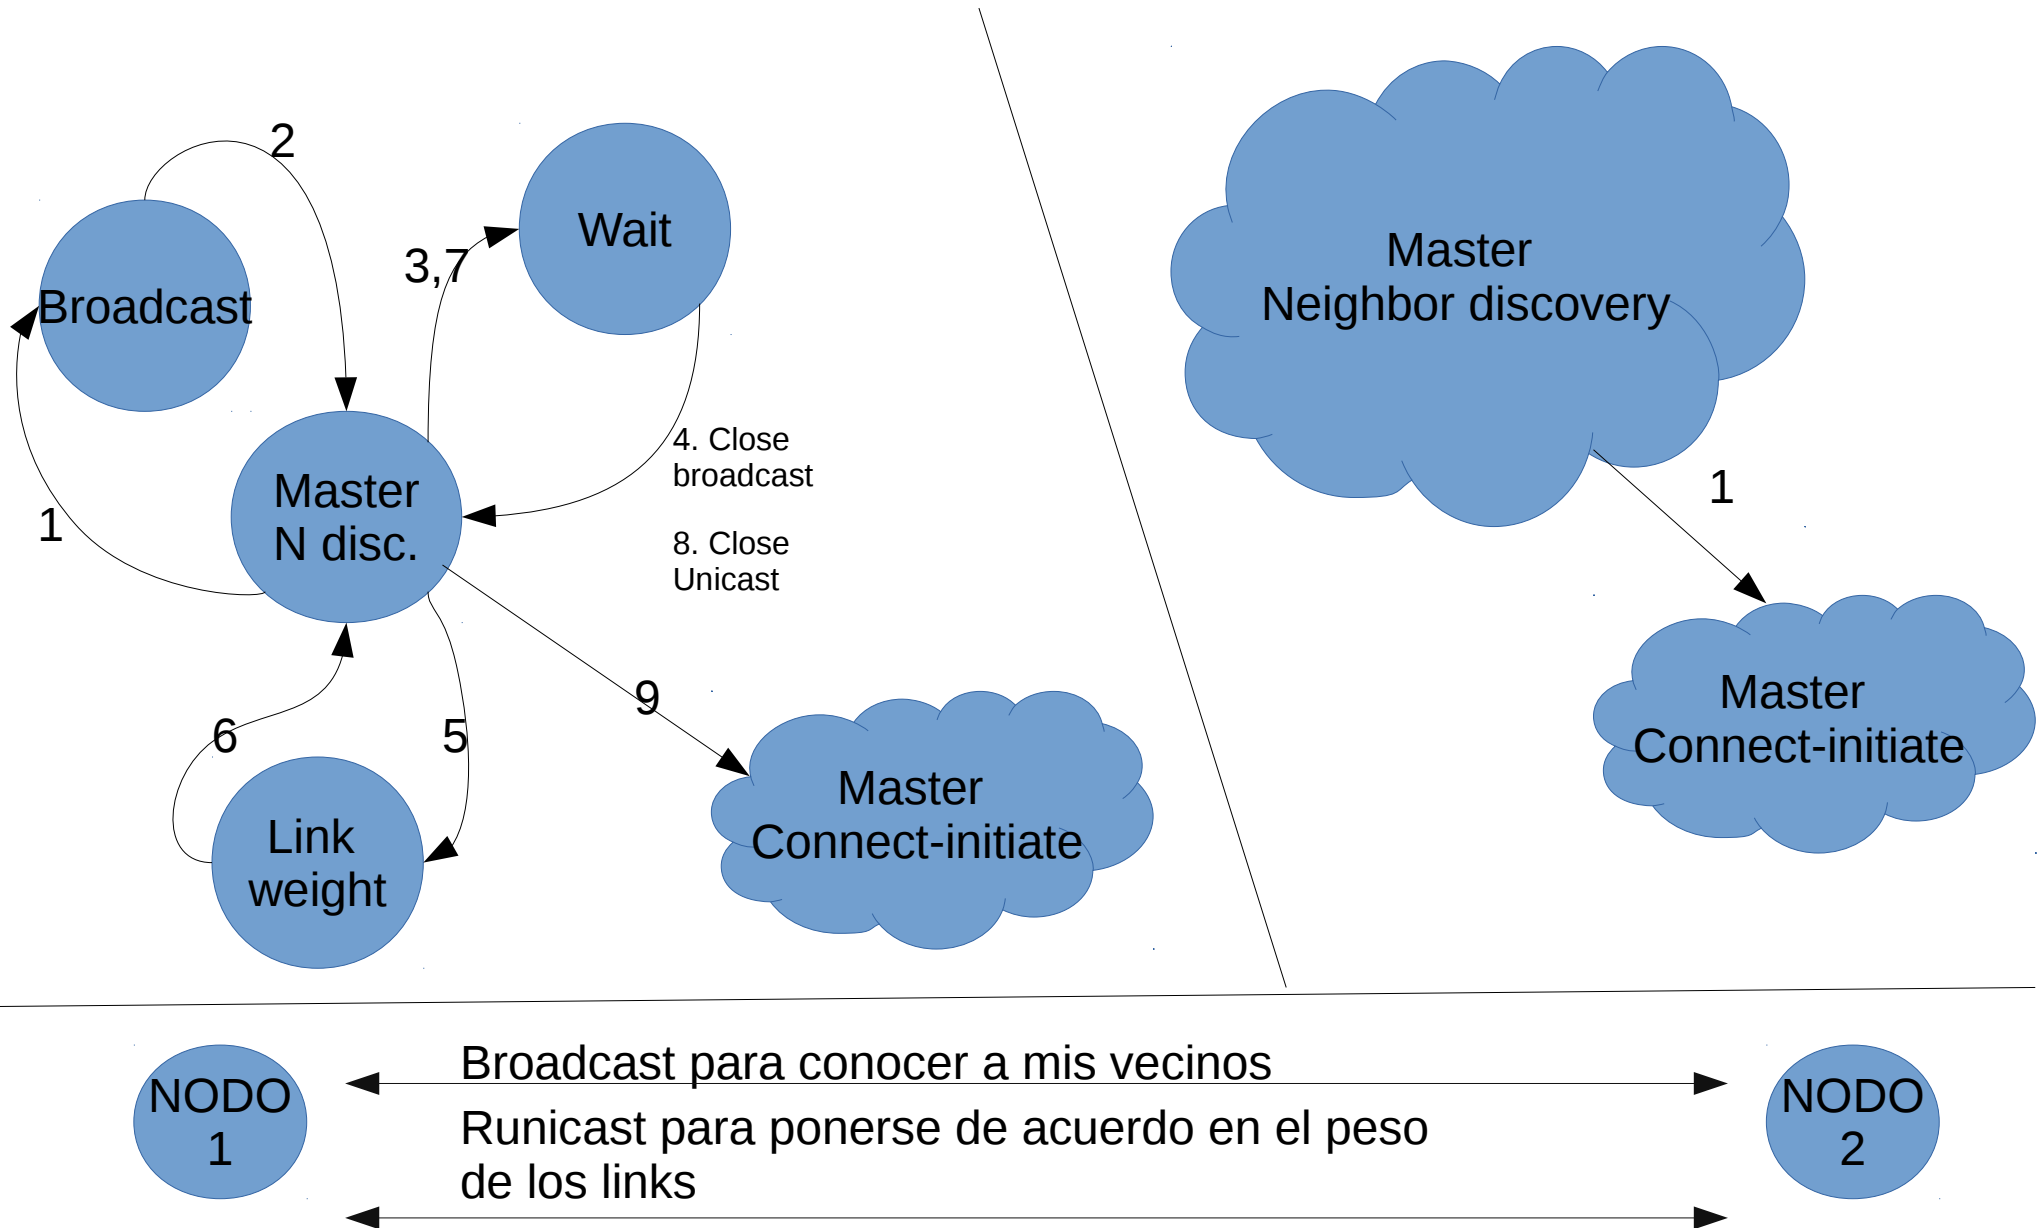 2
Wait
3,7
Broadcast
4. Close
broadcast
Master
N disc.
1
8. Close
Unicast
9
6
5
Master
Connect-initiate
Link
weight
Master
Neighbor discovery
1
Master
Connect-initiate
NODO
1
Broadcast para conocer a mis vecinos
Runicast para ponerse de acuerdo en el peso
de los links
NODO
2